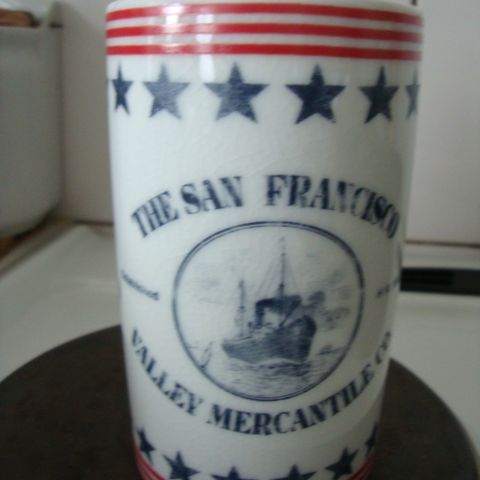 THE SAN FRANCISCO
VALLEY MERCANTILE CO